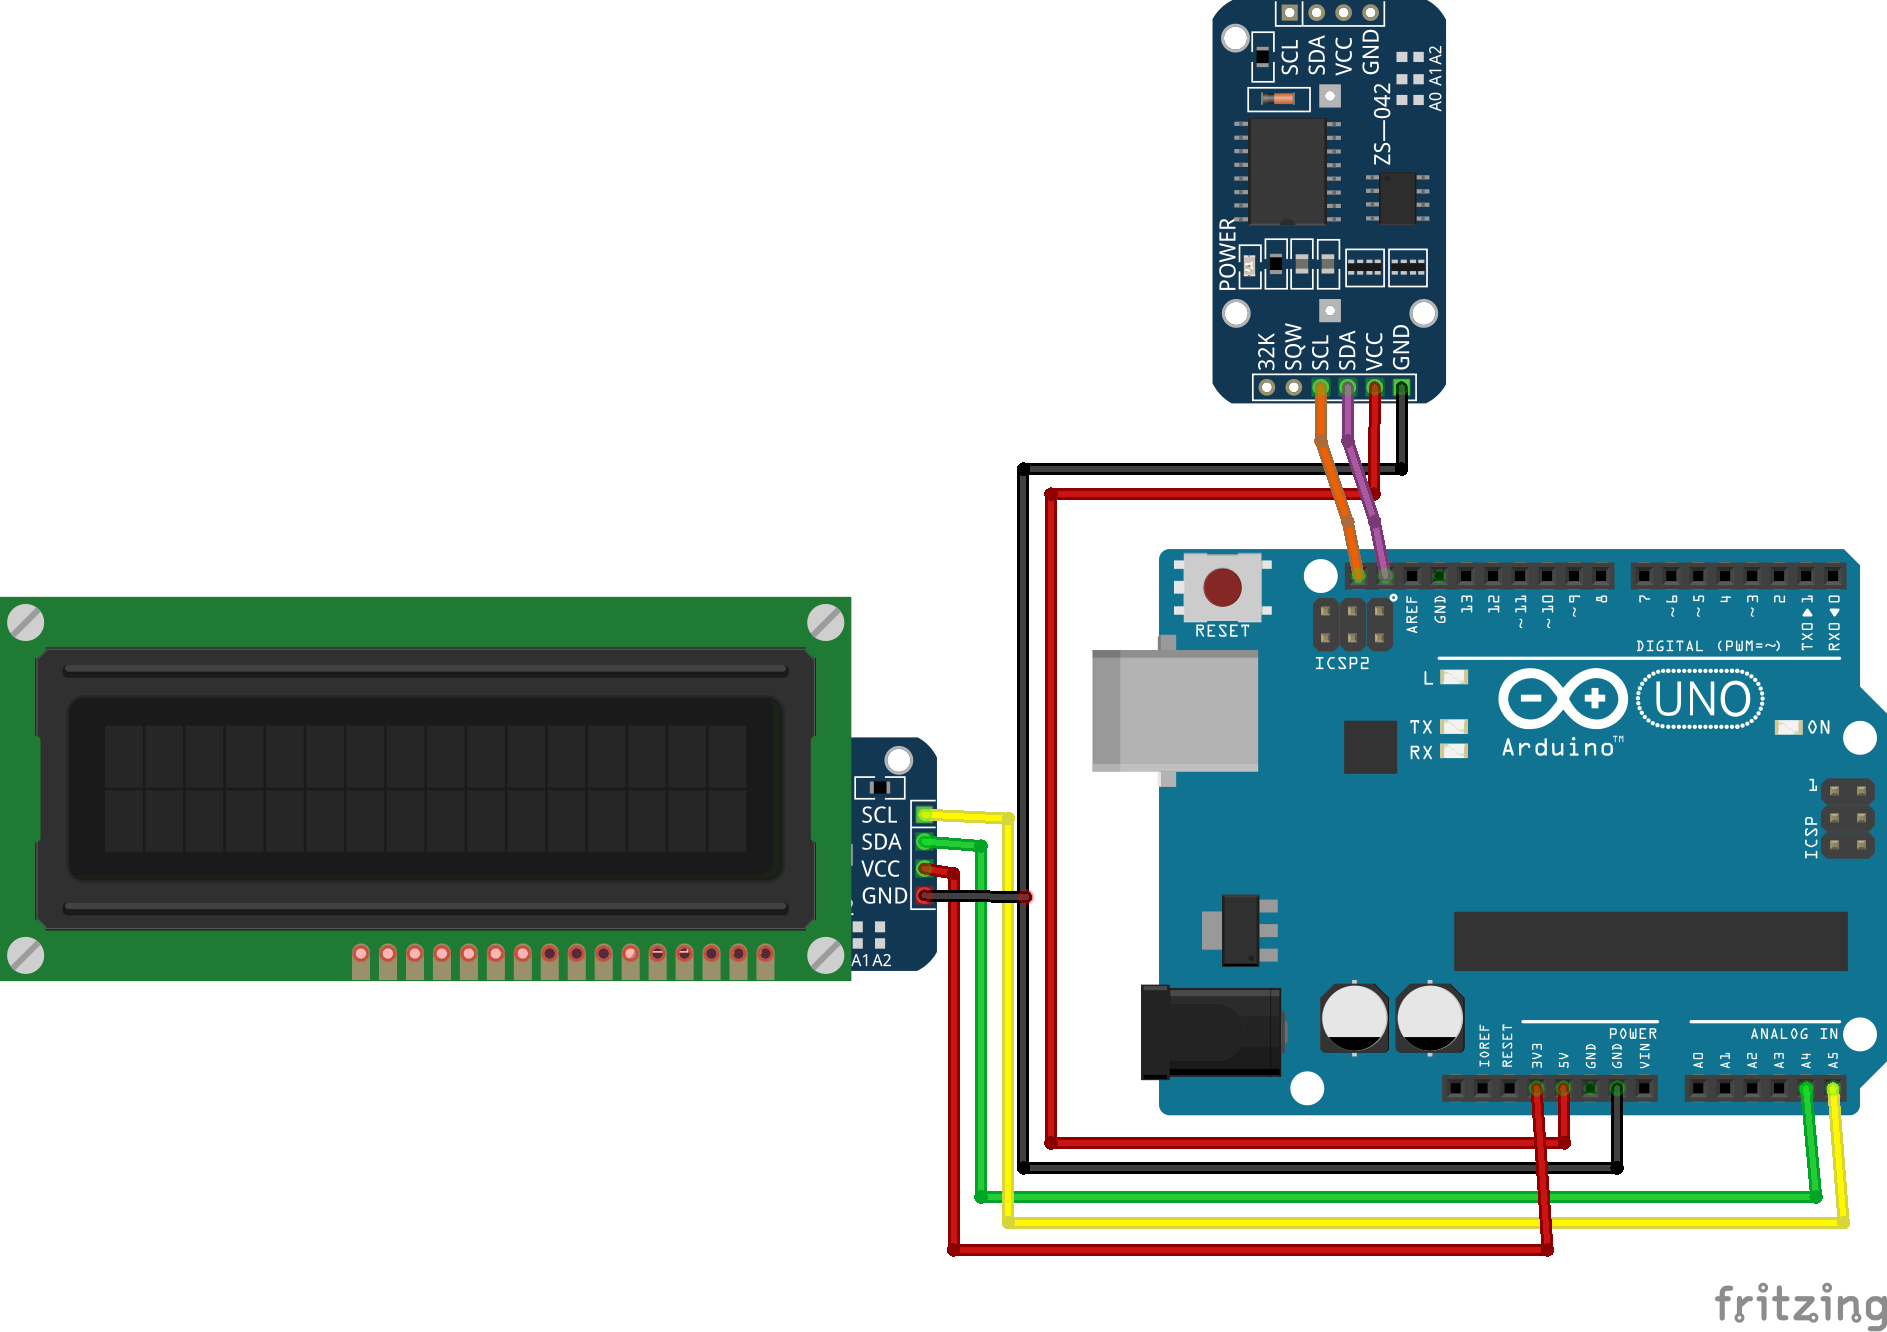 SCL
SDA
VCC
GND
A0 A1 A2
ZS—042
POWER
32K
SQW
SCL
SDA
VCC
GND
RESET
ICSP2
AREF
GND
13
12
~11
~10
~9
8
7
~6
~5
4
~3
2
TX0▶1
RX0◀0
DIGITAL (PWM=~)
L
TX
RX
Arduino™
UNO
ON
1
ICSP
SCL
SDA
VCC
GND
A1 A2
IOREF
RESET
3V3
5V
GND
GND
VIN
POWER
A0
A1
A2
A3
A4
A5
ANALOG IN
fritzing